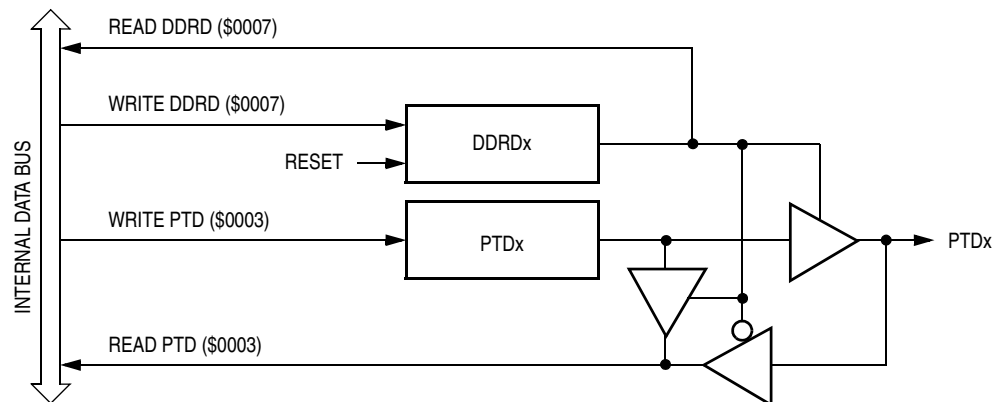 READ DDRD ($0007)
WRITE DDRD ($0007)
DDRDx
RESET
INTERNAL DATA BUS
WRITE PTD ($0003)
PTDx
PTDx
READ PTD ($0003)